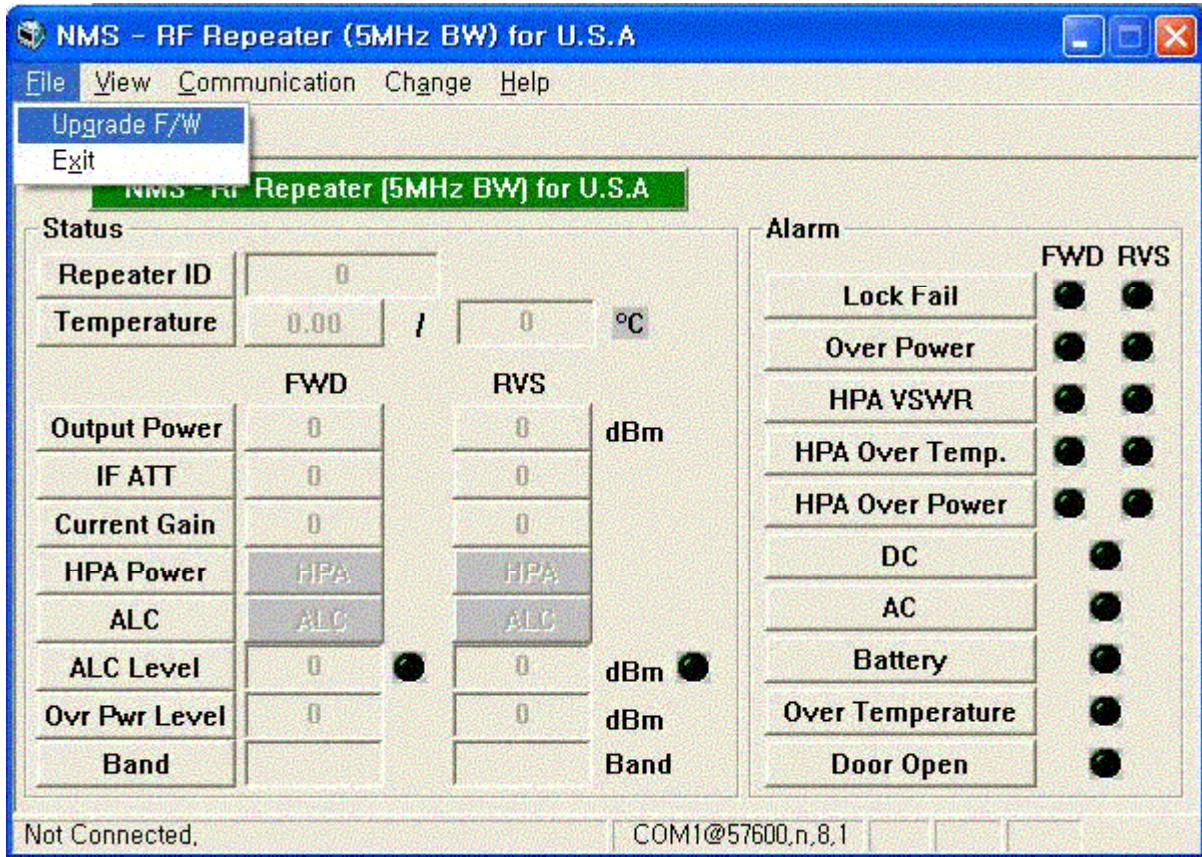 NMS - RF Repeater (5MHz BW) for U.S.A
File View Communication Change Help
Upgrade F/W
Exit
NMS - RF Repeater (5MHz BW) for U.S.A
Status
Repeater ID 0
Temperature 0.00 / 0 °C
FWD RVS
Output Power 0 0 dBm
IF ATT 0 0
Current Gain 0 0
HPA Power HPA HPA
ALC ALC ALC
ALC Level 0 0 dBm
Ovr Pwr Level 0 0 dBm
Band Band
Alarm
FWD RVS
Lock Fail
Over Power
HPA VSWR
HPA Over Temp.
HPA Over Power
DC
AC
Battery
Over Temperature
Door Open
Not Connected, COM1@57600,n,8,1